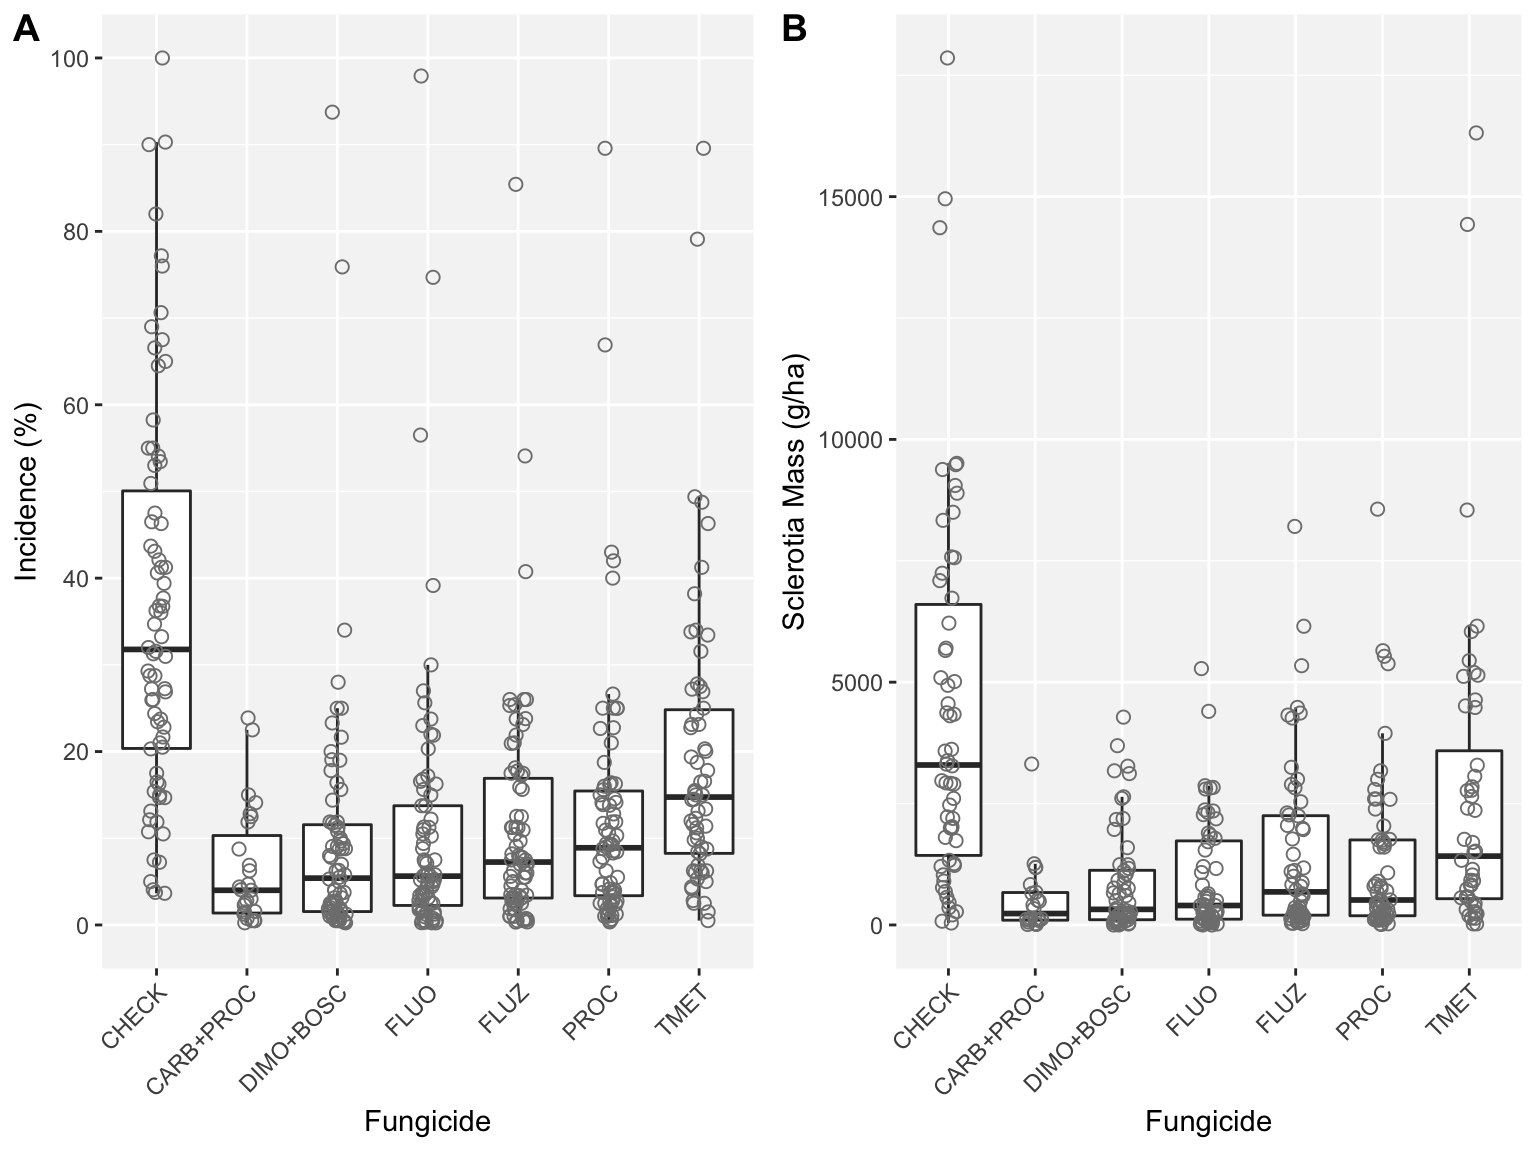 A
Incidence (%)
100
80
60
40
20
0
CHECK
CARB+PROC
DIMO+BOSC
FLUO
FLUZ
PROC
TMET
Fungicide
B
Sclerotia Mass (g/ha)
15000
10000
5000
0
CHECK
CARB+PROC
DIMO+BOSC
FLUO
FLUZ
PROC
TMET
Fungicide